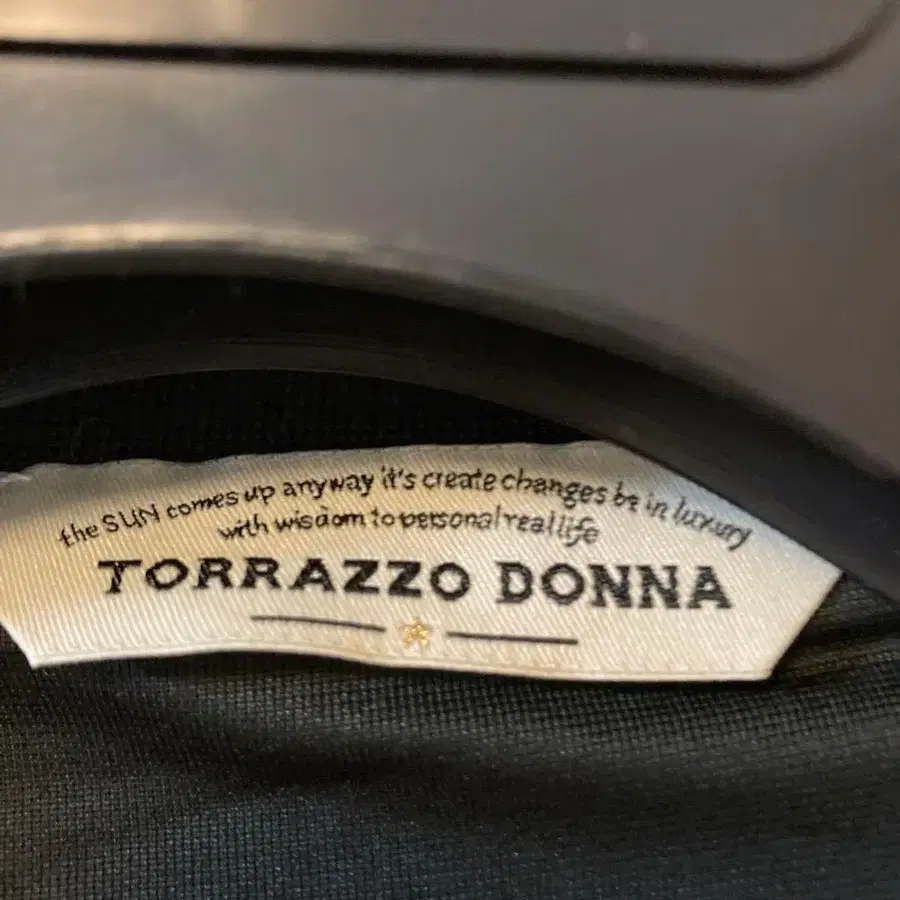 the SUN comes up anyway it's create changes be in luxury
with wisdom to personal real life
TORRAZZO DONNA